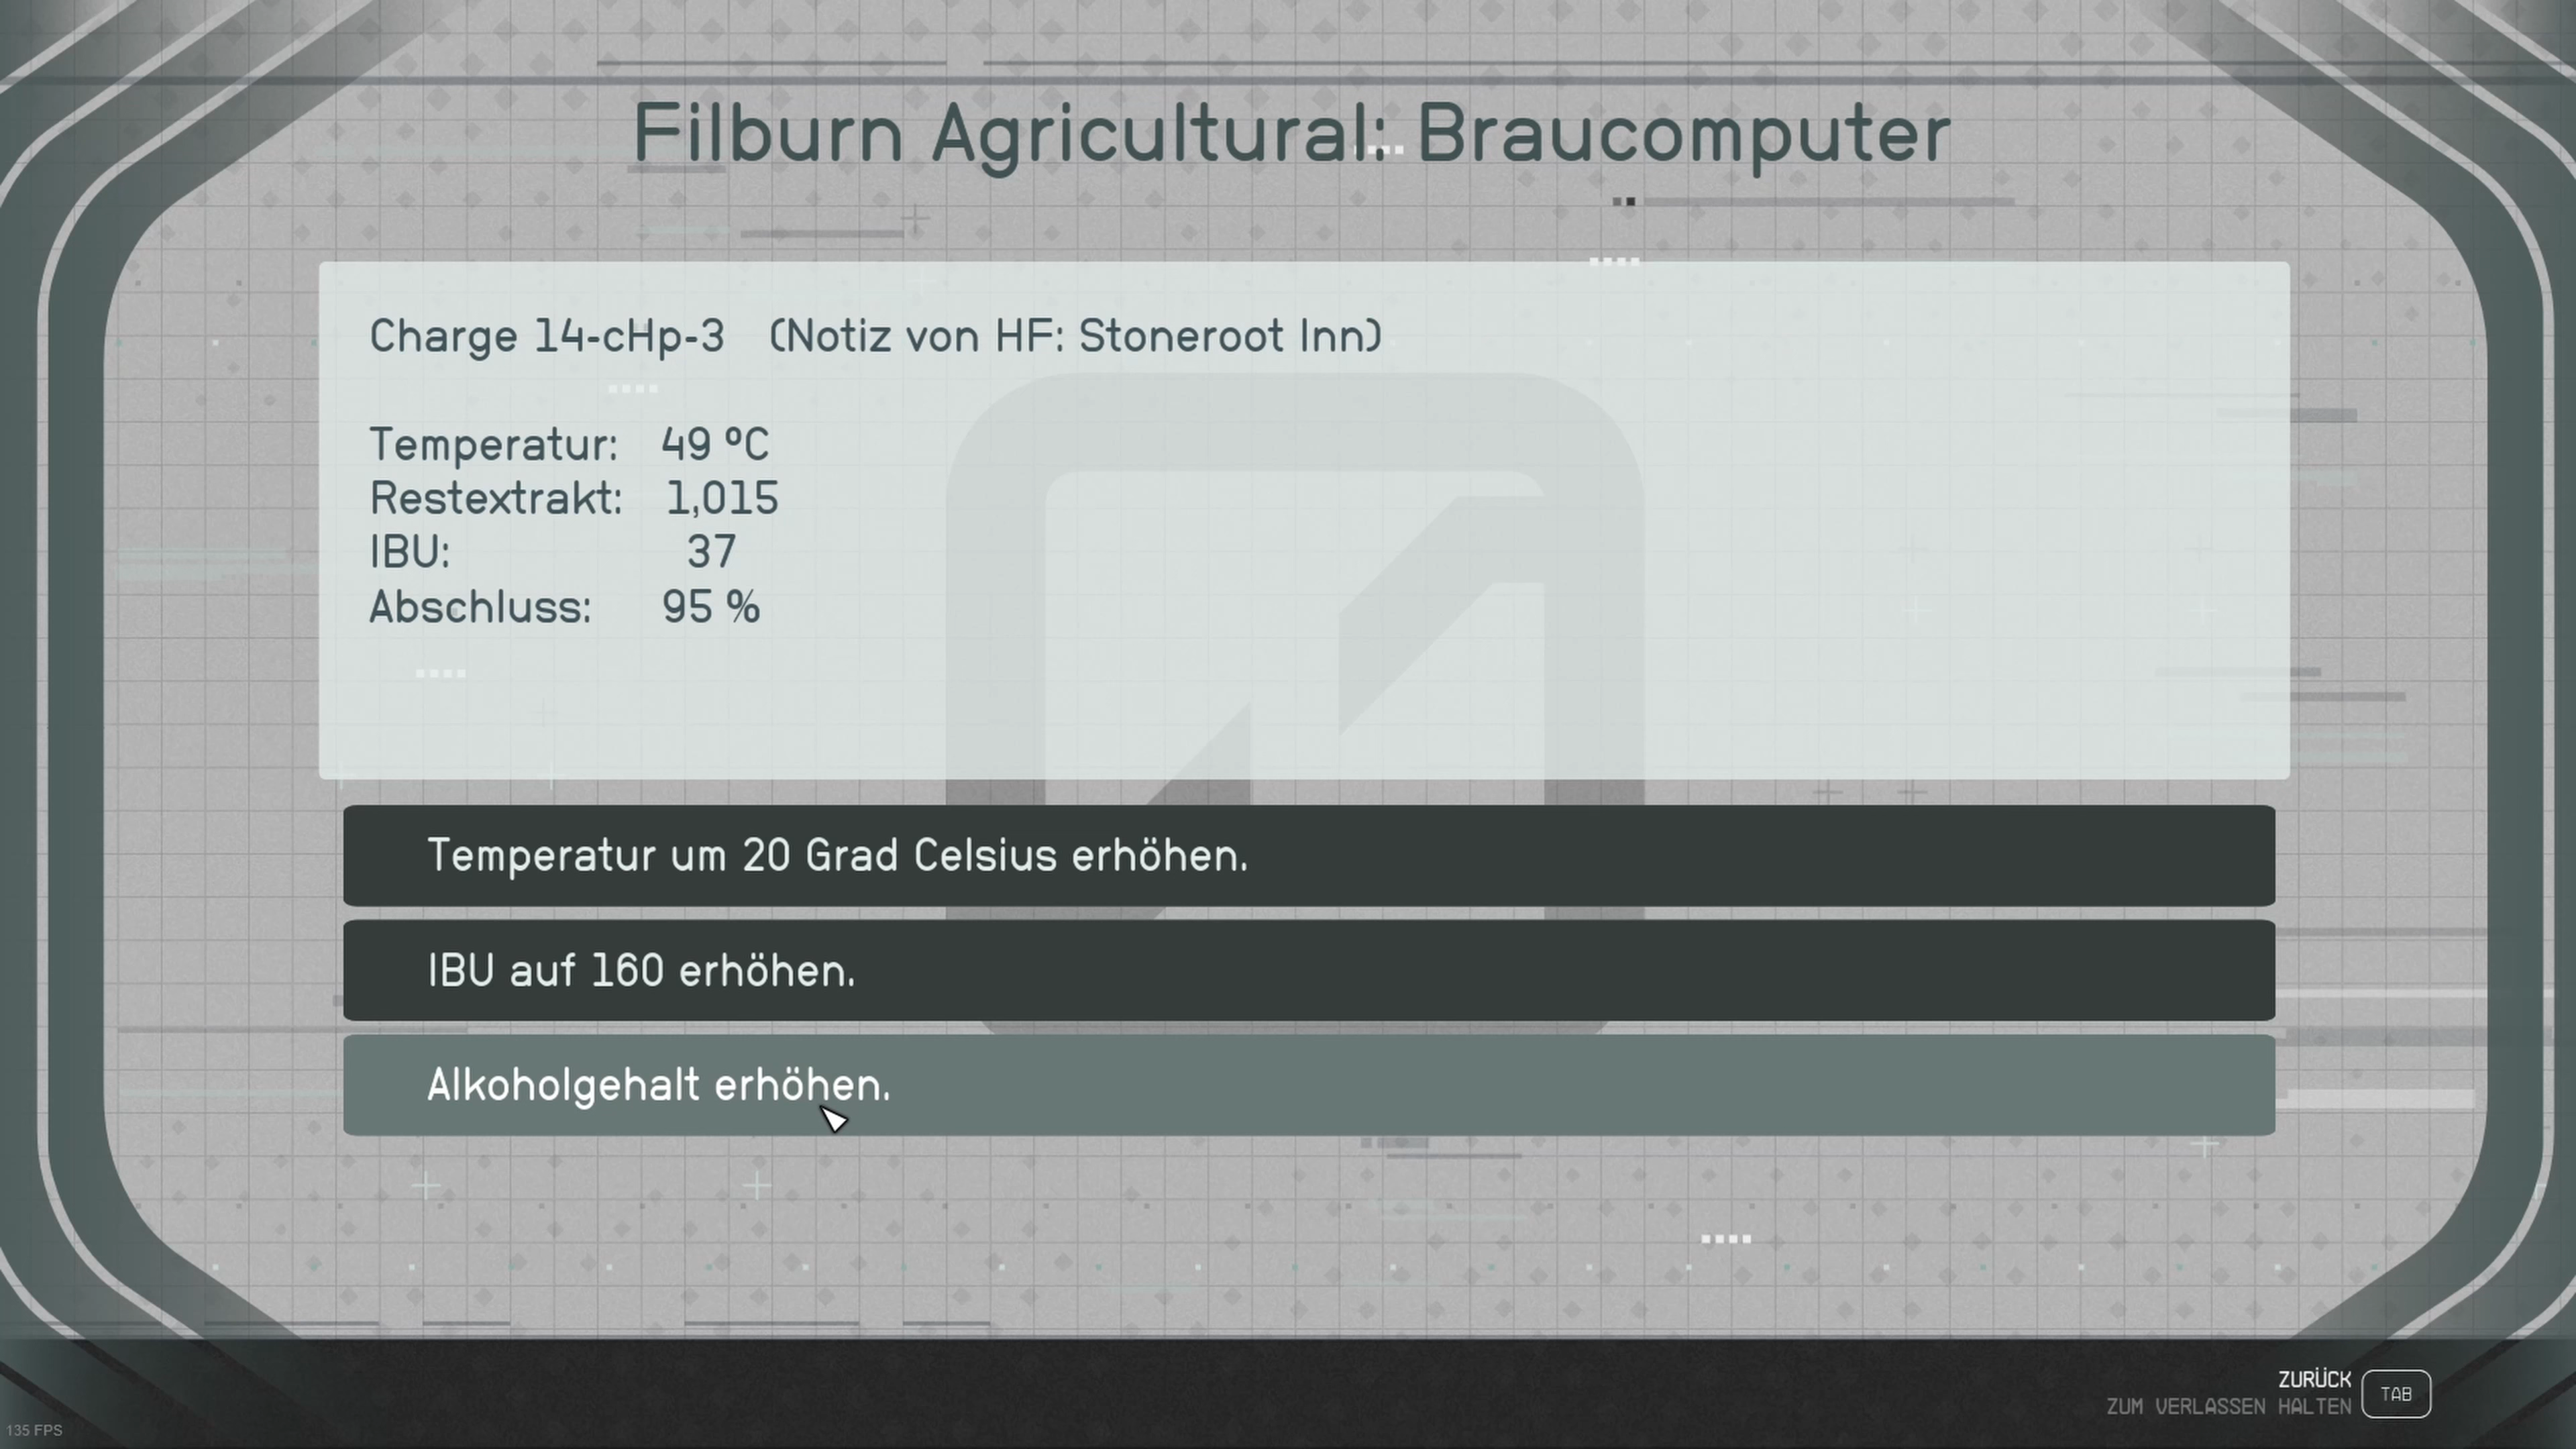 Filburn Agricultural: Braucomputer
Charge 14-cHp-3 (Notiz von HF: Stoneroot Inn)
Temperatur: 49 ºC
Restextrakt: 1,015
IBU: 37
Abschluss: 95 %
Temperatur um 20 Grad Celsius erhöhen.
IBU auf 160 erhöhen.
Alkoholgehalt erhöhen.
ZURÜCK
ZUM VERLASSEN HALTEN
TAB
135 FPS